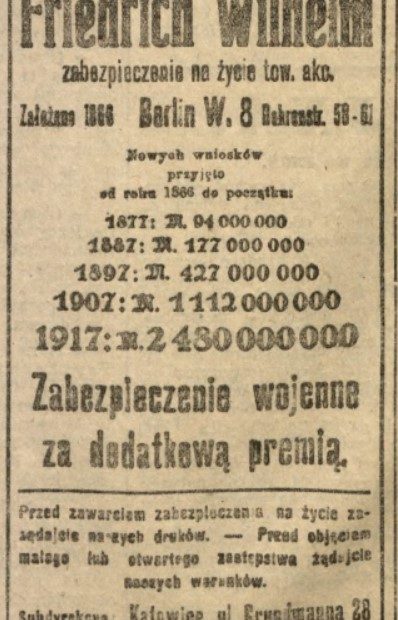 Friedrich Wilhelm
zabezpieczenie na życie tow. akc.
Założone 1866 Berlin W. 8 Behrenstr. 58-61
Nowych wniosków
przyjęto
od roku 1866 do początku:
1877: M. 94 000 000
1887: M. 177 000 000
1897: M. 427 000 000
1907: M. 1 112 000 000
1917: M. 2 430 000 000
Zabezpieczenie wojenne
za dodatkową premią.
Przed zawarciem zabezpieczenia na życie za-
żądajcie naszych druków. — Przed objęciem
małego lub otwartego zastępstwa żądajcie
naszych warunków.
Subdyrekcya: Katowice ul Grundmanna 28